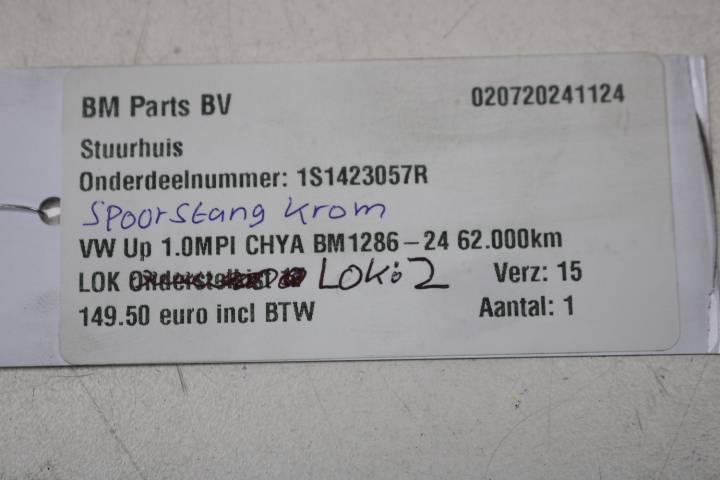 BM Parts BV 020720241124
Stuurhuis
Onderdeelnummer: 1S1423057R
Spoorstang krom
VW Up 1.0MPI CHYA BM1286-24 62.000km
LOK LOK: 2 Verz: 15
149.50 euro incl BTW Aantal: 1